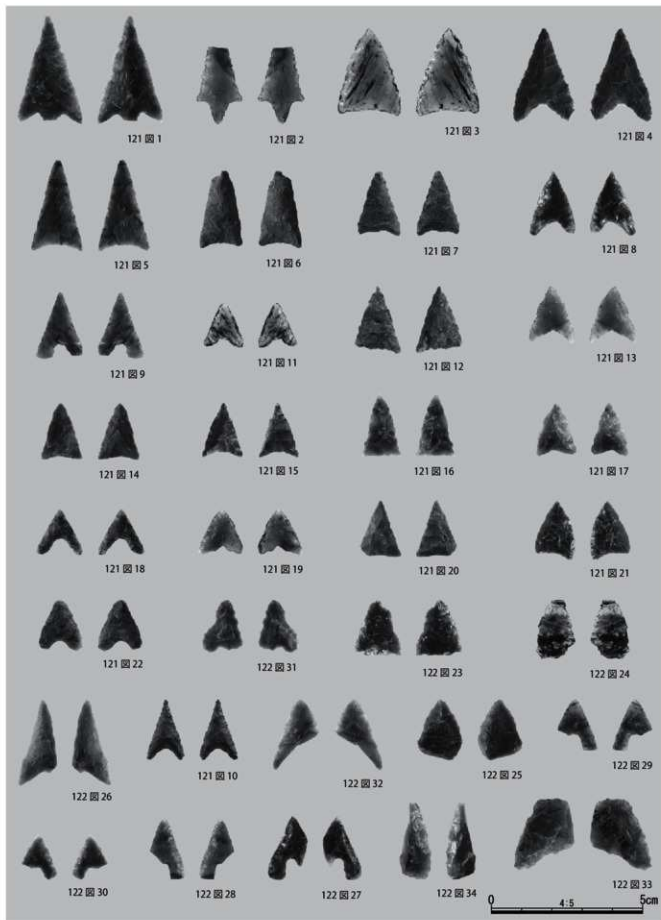 121 図 1
121 図 2
121 図 3
121 図 4
121 図 5
121 図 6
121 図 7
121 図 8
121 図 9
121 図 11
121 図 12
121 図 13
121 図 14
121 図 15
121 図 16
121 図 17
121 図 18
121 図 19
121 図 20
121 図 21
121 図 22
122 図 31
122 図 23
122 図 24
122 図 26
121 図 10
122 図 32
122 図 25
122 図 29
122 図 30
122 図 28
122 図 27
122 図 34
122 図 33
0 4:5 5cm